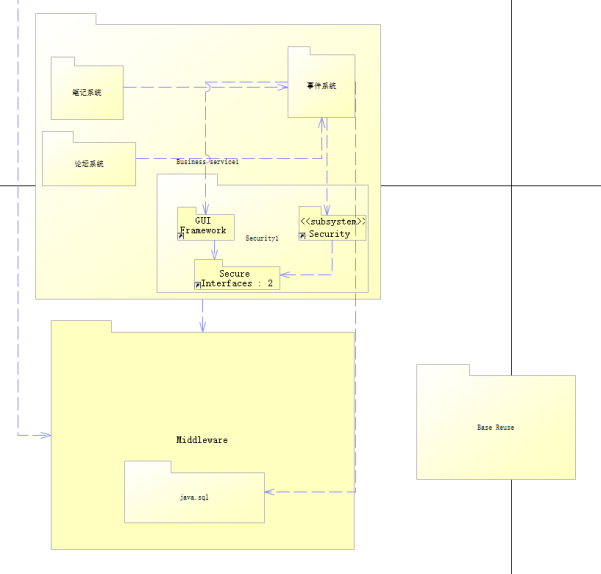 事件系统
笔记系统
论坛系统
Business service1
GUI
Framework
<<subsystem>>
Security
Security1
Secure
Interfaces : 2
Middleware
java.sql
Base Reuse